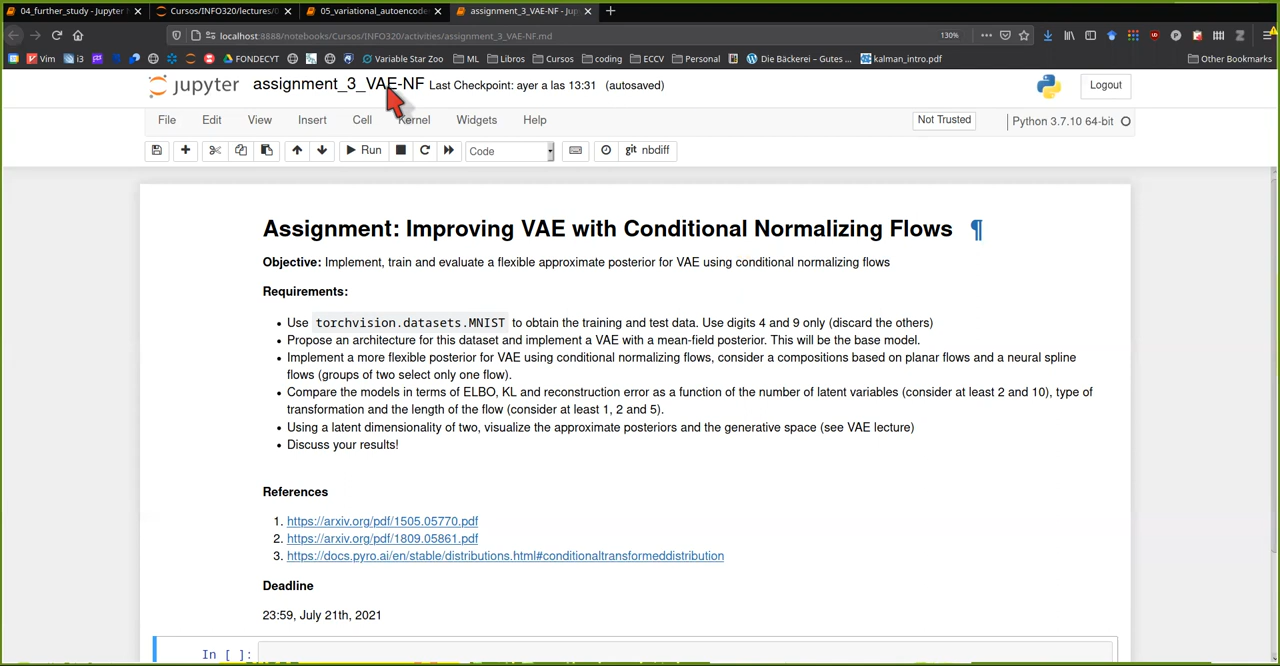 04_further_study - Jupyter N
Cursos/INFO320/lectures/0
05_variational_autoencode
assignment_3_VAE-NF - Jup
localhost:8888/notebooks/Cursos/INFO320/activities/assignment_3_VAE-NF.md
130%
Vim
i3
FONDECYT
Variable Star Zoo
ML
Libros
Cursos
coding
ECCV
Personal
Die Bäckerei – Gutes ...
kalman_intro.pdf
Other Bookmarks
jupyter
assignment_3_VAE-NF Last Checkpoint: ayer a las 13:31 (autosaved)
Logout
File Edit View Insert Cell Kernel Widgets Help
Not Trusted
Python 3.7.10 64-bit
Run
Code
git nbdiff
Assignment: Improving VAE with Conditional Normalizing Flows ¶
Objective: Implement, train and evaluate a flexible approximate posterior for VAE using conditional normalizing flows
Requirements:
• Use torchvision.datasets.MNIST to obtain the training and test data. Use digits 4 and 9 only (discard the others)
• Propose an architecture for this dataset and implement a VAE with a mean-field posterior. This will be the base model.
• Implement a more flexible posterior for VAE using conditional normalizing flows, consider a compositions based on planar flows and a neural spline
flows (groups of two select only one flow).
• Compare the models in terms of ELBO, KL and reconstruction error as a function of the number of latent variables (consider at least 2 and 10), type of
transformation and the length of the flow (consider at least 1, 2 and 5).
• Using a latent dimensionality of two, visualize the approximate posteriors and the generative space (see VAE lecture)
• Discuss your results!
References
1. https://arxiv.org/pdf/1505.05770.pdf
2. https://arxiv.org/pdf/1809.05861.pdf
3. https://docs.pyro.ai/en/stable/distributions.html#conditionaltransformeddistribution
Deadline
23:59, July 21th, 2021
In [ ]: